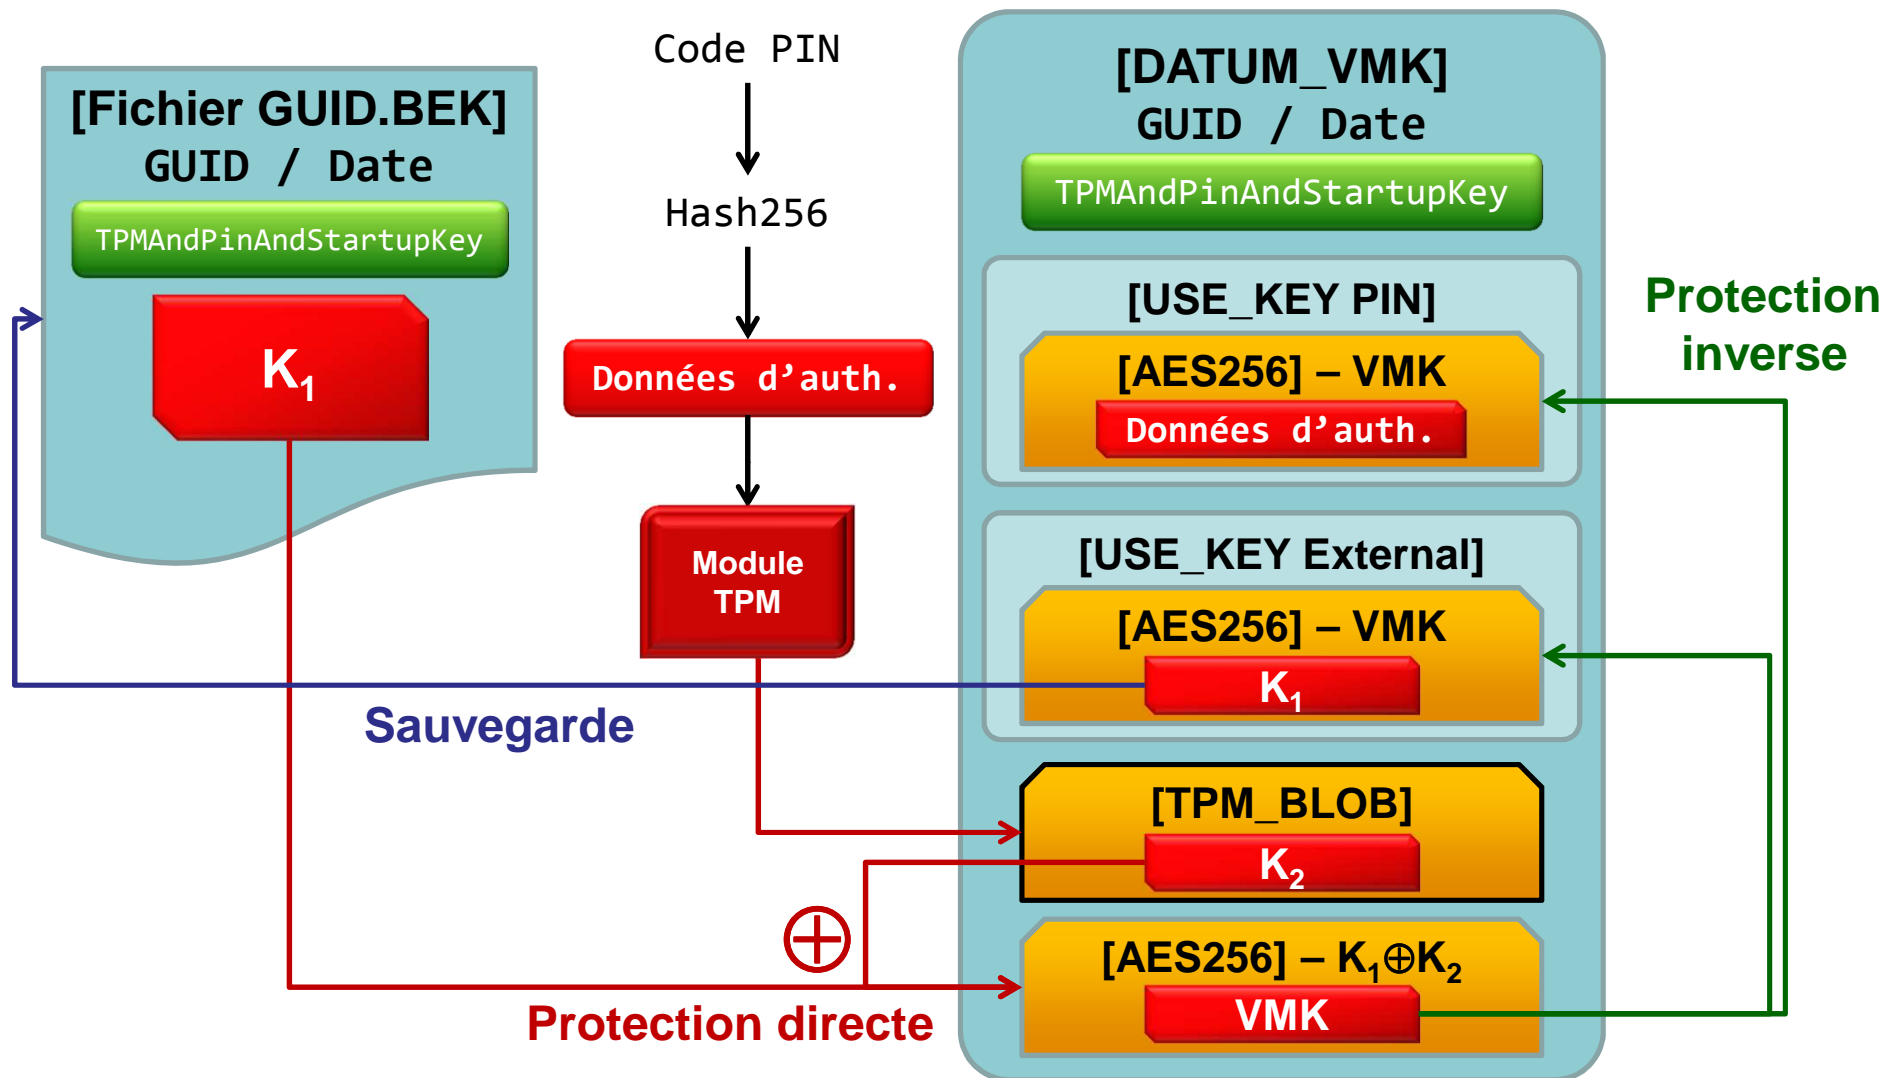 [Fichier GUID.BEK]
GUID / Date
TPMAndPinAndStartupKey
K₁
Code PIN
Hash256
Données d’auth.
Module
TPM
[DATUM_VMK]
GUID / Date
TPMAndPinAndStartupKey
[USE_KEY PIN]
[AES256] – VMK
Données d’auth.
[USE_KEY External]
[AES256] – VMK
K₁
[TPM_BLOB]
K₂
[AES256] – K₁⊕K₂
VMK
Protection
inverse
Sauvegarde
Protection directe